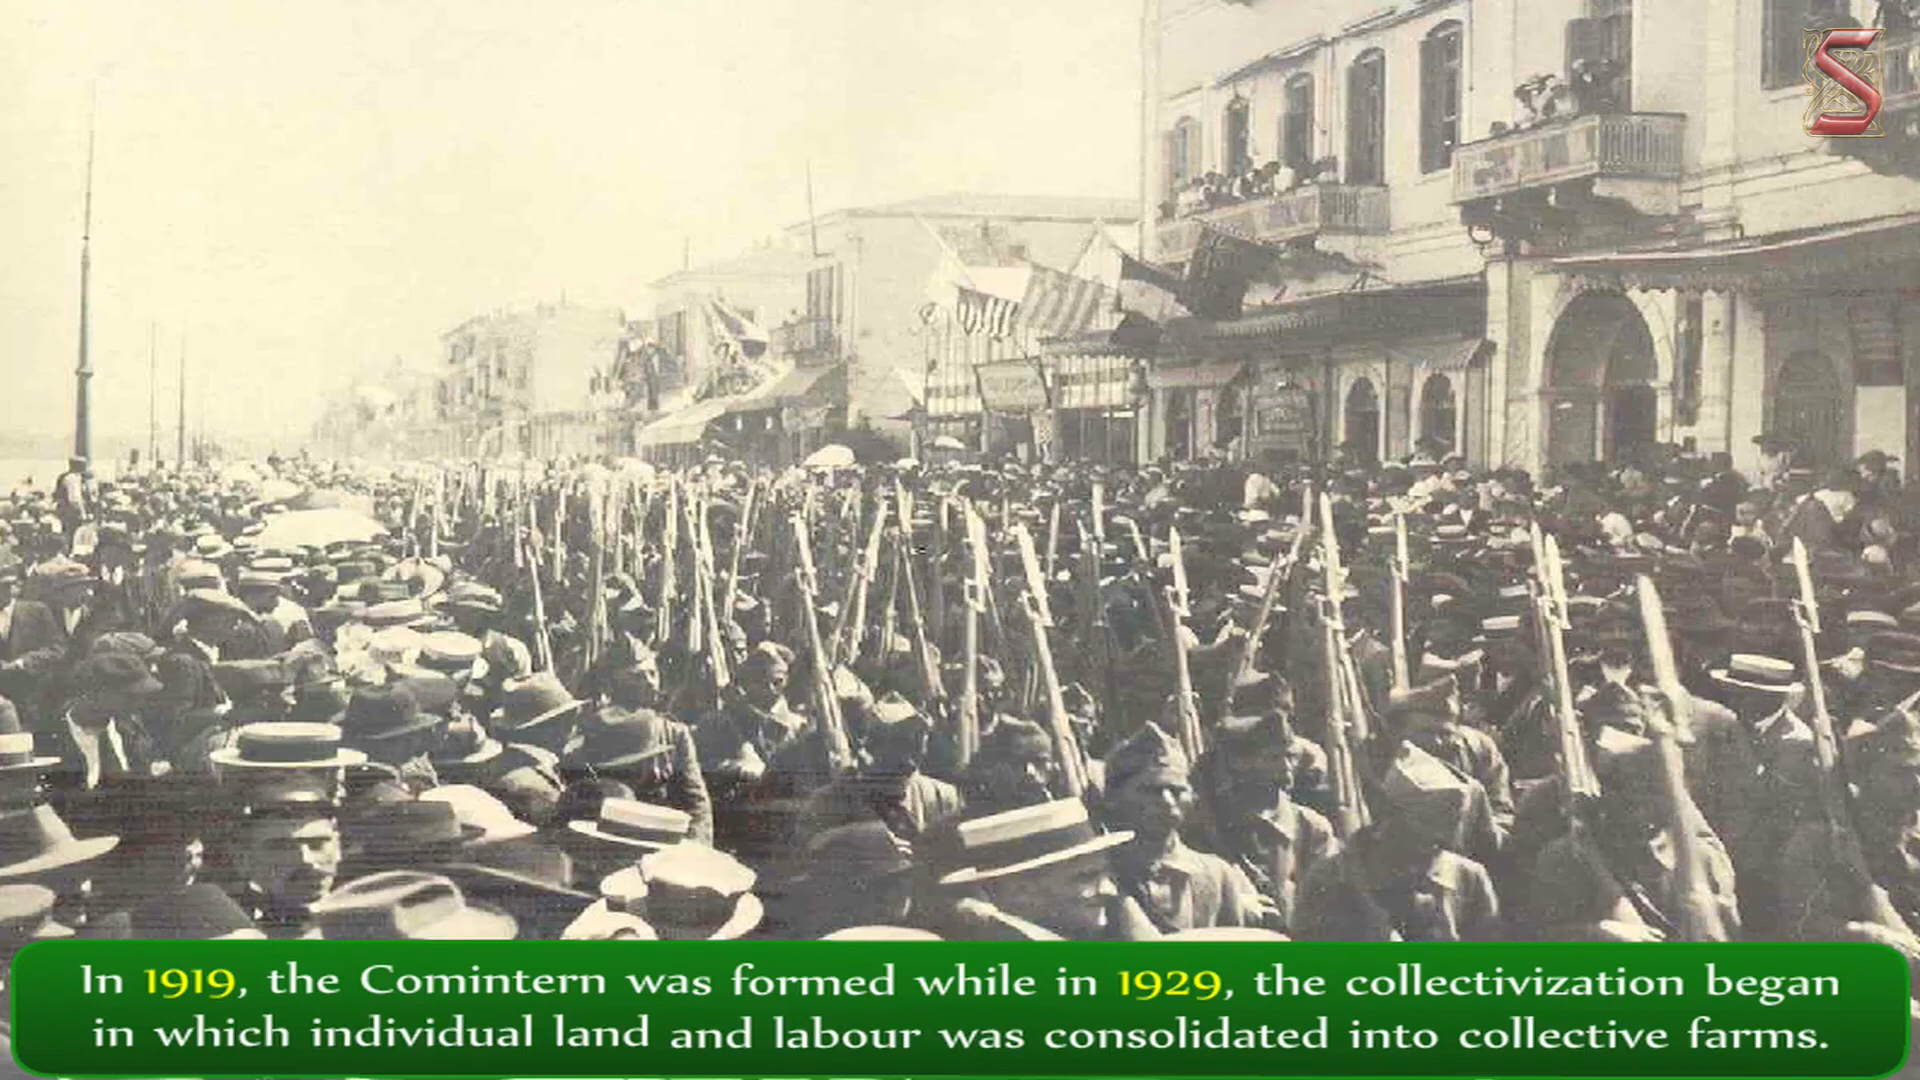 S
In 1919, the Comintern was formed while in 1929, the collectivization began
in which individual land and labour was consolidated into collective farms.